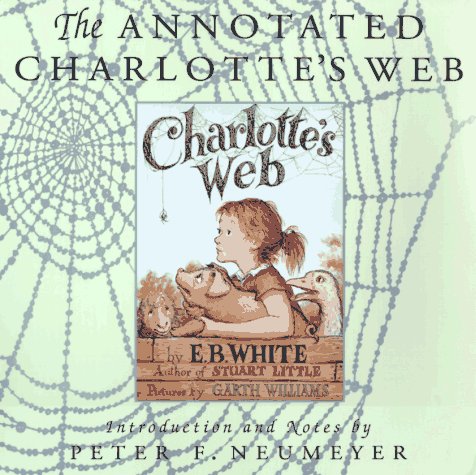 The ANNOTATED
CHARLOTTE'S WEB
Charlotte's
Web
by E.B.WHITE
Author of STUART LITTLE
Pictures by GARTH WILLIAMS
Introduction and Notes by
PETER F. NEUMEYER